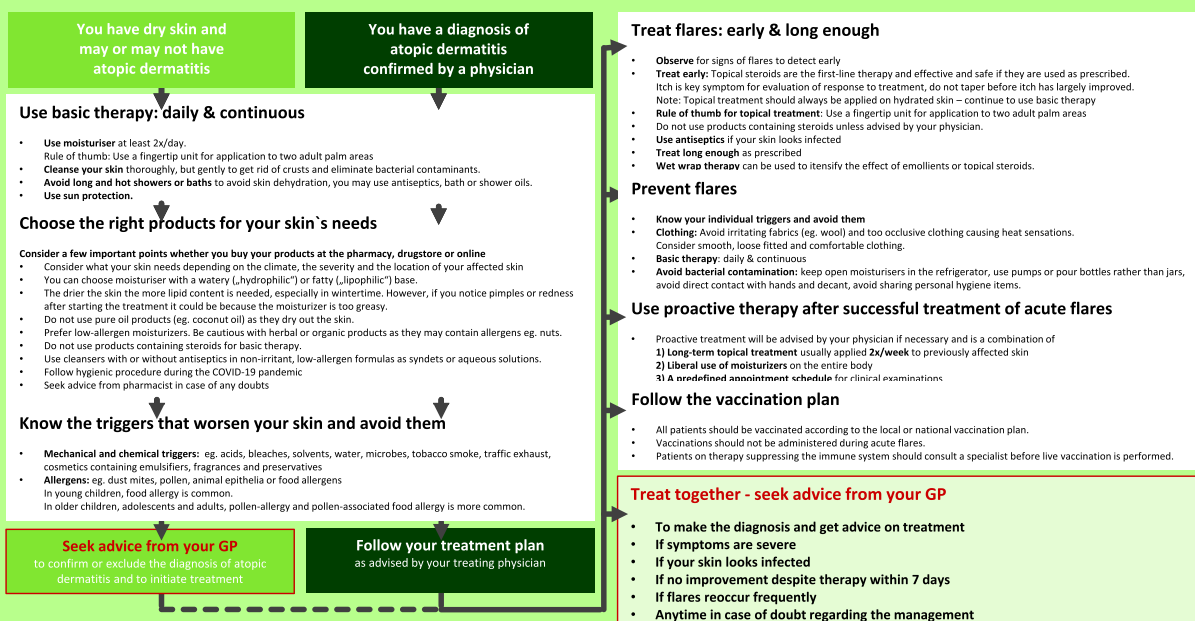 You have dry skin and
may or may not have
atopic dermatitis
You have a diagnosis of
atopic dermatitis
confirmed by a physician
Use basic therapy: daily & continuous
• Use moisturiser at least 2x/day.
Rule of thumb: Use a fingertip unit for application to two adult palm areas
• Cleanse your skin thoroughly, but gently to get rid of crusts and eliminate bacterial contaminants.
• Avoid long and hot showers or baths to avoid skin dehydration, you may use antiseptics, bath or shower oils.
• Use sun protection.
Choose the right products for your skin`s needs
Consider a few important points whether you buy your products at the pharmacy, drugstore or online
• Consider what your skin needs depending on the climate, the severity and the location of your affected skin
• You can choose moisturiser with a watery („hydrophilic“) or fatty („lipophilic“) base.
• The drier the skin the more lipid content is needed, especially in wintertime. However, if you notice pimples or redness
after starting the treatment it could be because the moisturizer is too greasy.
• Do not use pure oil products (eg. coconut oil) as they dry out the skin.
• Prefer low-allergen moisturizers. Be cautious with herbal or organic products as they may contain allergens eg. nuts.
• Do not use products containing steroids for basic therapy.
• Use cleansers with or without antiseptics in non-irritant, low-allergen formulas as syndets or aqueous solutions.
• Follow hygienic procedure during the COVID-19 pandemic
• Seek advice from pharmacist in case of any doubts
Know the triggers that worsen your skin and avoid them
• Mechanical and chemical triggers: eg. acids, bleaches, solvents, water, microbes, tobacco smoke, traffic exhaust,
cosmetics containing emulsifiers, fragrances and preservatives
• Allergens: eg. dust mites, pollen, animal epithelia or food allergens
In young children, food allergy is common.
In older children, adolescents and adults, pollen-allergy and pollen-associated food allergy is more common.
Seek advice from your GP
to confirm or exclude the diagnosis of atopic
dermatitis and to initiate treatment
Follow your treatment plan
as advised by your treating physician
Treat flares: early & long enough
• Observe for signs of flares to detect early
• Treat early: Topical steroids are the first-line therapy and effective and safe if they are used as prescribed.
Itch is key symptom for evaluation of response to treatment, do not taper before itch has largely improved.
Note: Topical treatment should always be applied on hydrated skin – continue to use basic therapy
• Rule of thumb for topical treatment: Use a fingertip unit for application to two adult palm areas
• Do not use products containing steroids unless advised by your physician.
• Use antiseptics if your skin looks infected
• Treat long enough as prescribed
• Wet wrap therapy can be used to itensify the effect of emollients or topical steroids.
Prevent flares
• Know your individual triggers and avoid them
• Clothing: Avoid irritating fabrics (eg. wool) and too occlusive clothing causing heat sensations.
Consider smooth, loose fitted and comfortable clothing.
• Basic therapy: daily & continuous
• Avoid bacterial contamination: keep open moisturisers in the refrigerator, use pumps or pour bottles rather than jars,
avoid direct contact with hands and decant, avoid sharing personal hygiene items.
Use proactive therapy after successful treatment of acute flares
• Proactive treatment will be advised by your physician if necessary and is a combination of
1) Long-term topical treatment usually applied 2x/week to previously affected skin
2) Liberal use of moisturizers on the entire body
3) A predefined appointment schedule for clinical examinations
Follow the vaccination plan
• All patients should be vaccinated according to the local or national vaccination plan.
• Vaccinations should not be administered during acute flares.
• Patients on therapy suppressing the immune system should consult a specialist before live vaccination is performed.
Treat together - seek advice from your GP
• To make the diagnosis and get advice on treatment
• If symptoms are severe
• If your skin looks infected
• If no improvement despite therapy within 7 days
• If flares reoccur frequently
• Anytime in case of doubt regarding the management